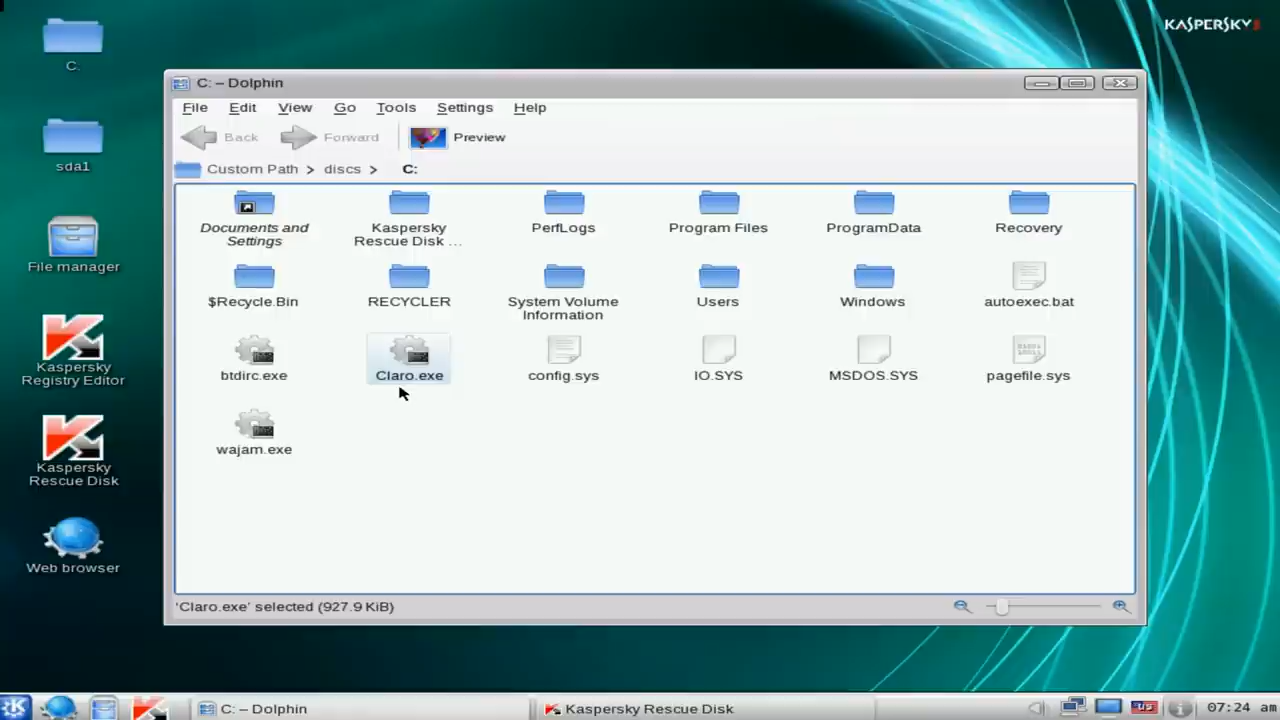 KASPERSKY
C:
sda1
File manager
Kaspersky
Registry Editor
Kaspersky
Rescue Disk
Web browser
C: – Dolphin
File Edit View Go Tools Settings Help
Back Forward Preview
Custom Path > discs > C:
Documents and
Settings
Kaspersky
Rescue Disk ...
PerfLogs
Program Files
ProgramData
Recovery
$Recycle.Bin
RECYCLER
System Volume
Information
Users
Windows
autoexec.bat
btdirc.exe
Claro.exe
config.sys
IO.SYS
MSDOS.SYS
pagefile.sys
wajam.exe
'Claro.exe' selected (927.9 KiB)
C: – Dolphin
Kaspersky Rescue Disk
US
07:24 am